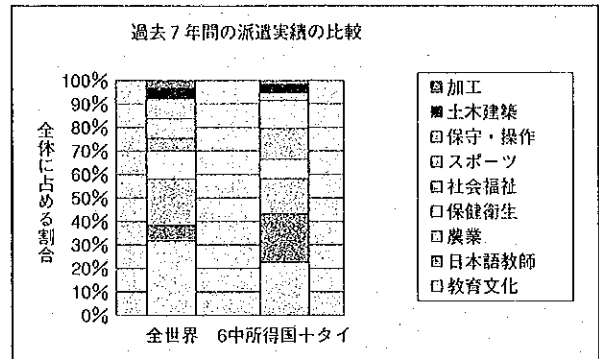 過去7年間の派遣実績の比較
全体に占める割合
100%
90%
80%
70%
60%
50%
40%
30%
20%
10%
0%
全世界
6中所得国+タイ
加工
土木建築
保守・操作
スポーツ
社会福祉
保健衛生
農業
日本語教師
教育文化